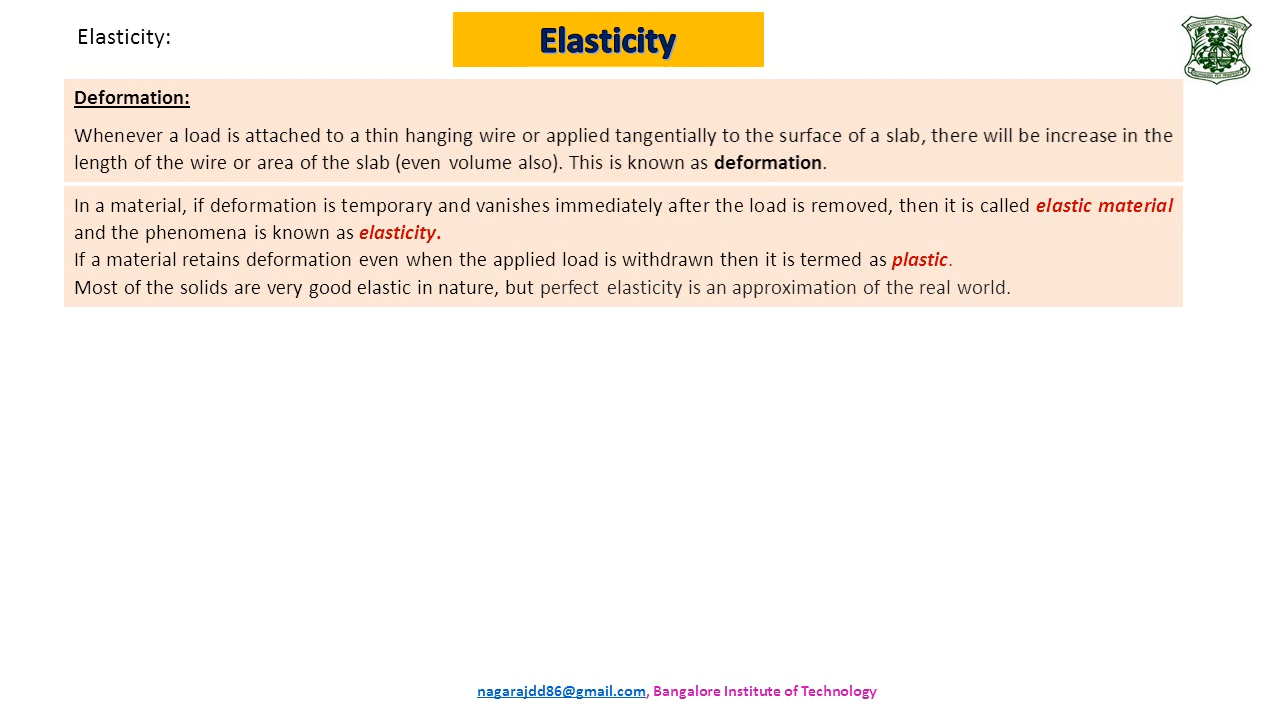 Elasticity:
Elasticity
Deformation:
Whenever a load is attached to a thin hanging wire or applied tangentially to the surface of a slab, there will be increase in the
length of the wire or area of the slab (even volume also). This is known as deformation.
In a material, if deformation is temporary and vanishes immediately after the load is removed, then it is called elastic material
and the phenomena is known as elasticity.
If a material retains deformation even when the applied load is withdrawn then it is termed as plastic.
Most of the solids are very good elastic in nature, but perfect elasticity is an approximation of the real world.
nagarajdd86@gmail.com, Bangalore Institute of Technology